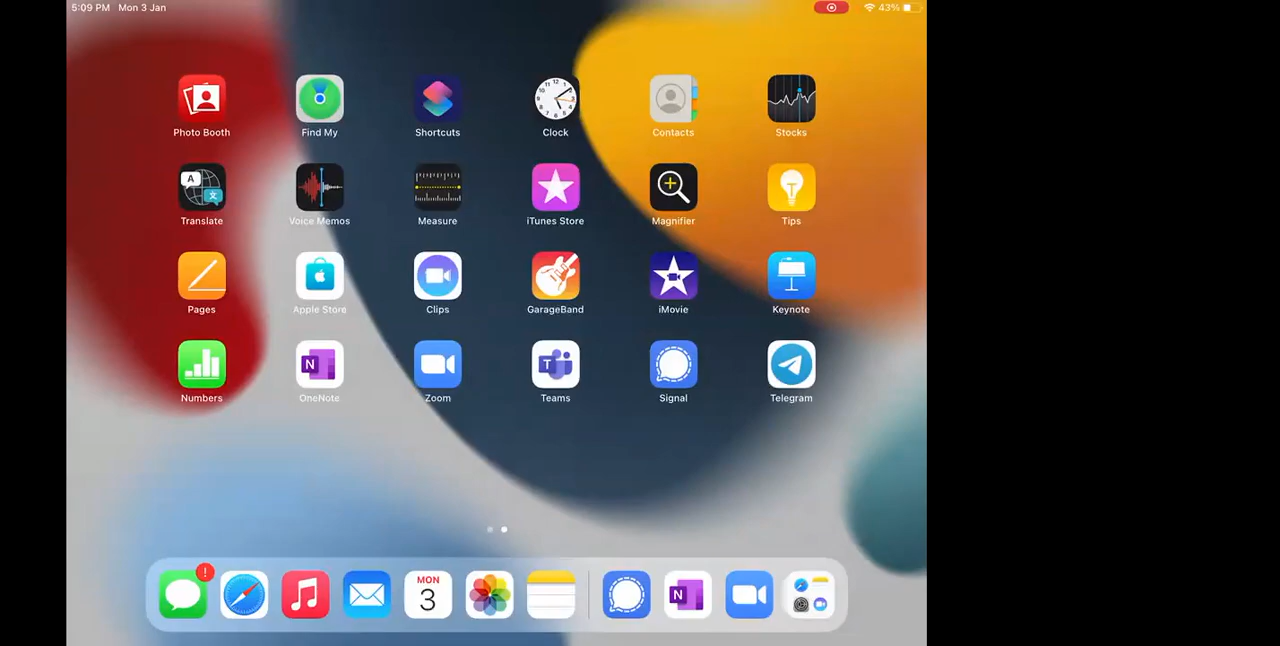 5:09 PM Mon 3 Jan 43%
Photo Booth Find My Shortcuts Clock Contacts Stocks
Translate Voice Memos Measure iTunes Store Magnifier Tips
Pages Apple Store Clips GarageBand iMovie Keynote
Numbers OneNote Zoom Teams Signal Telegram
MON
3